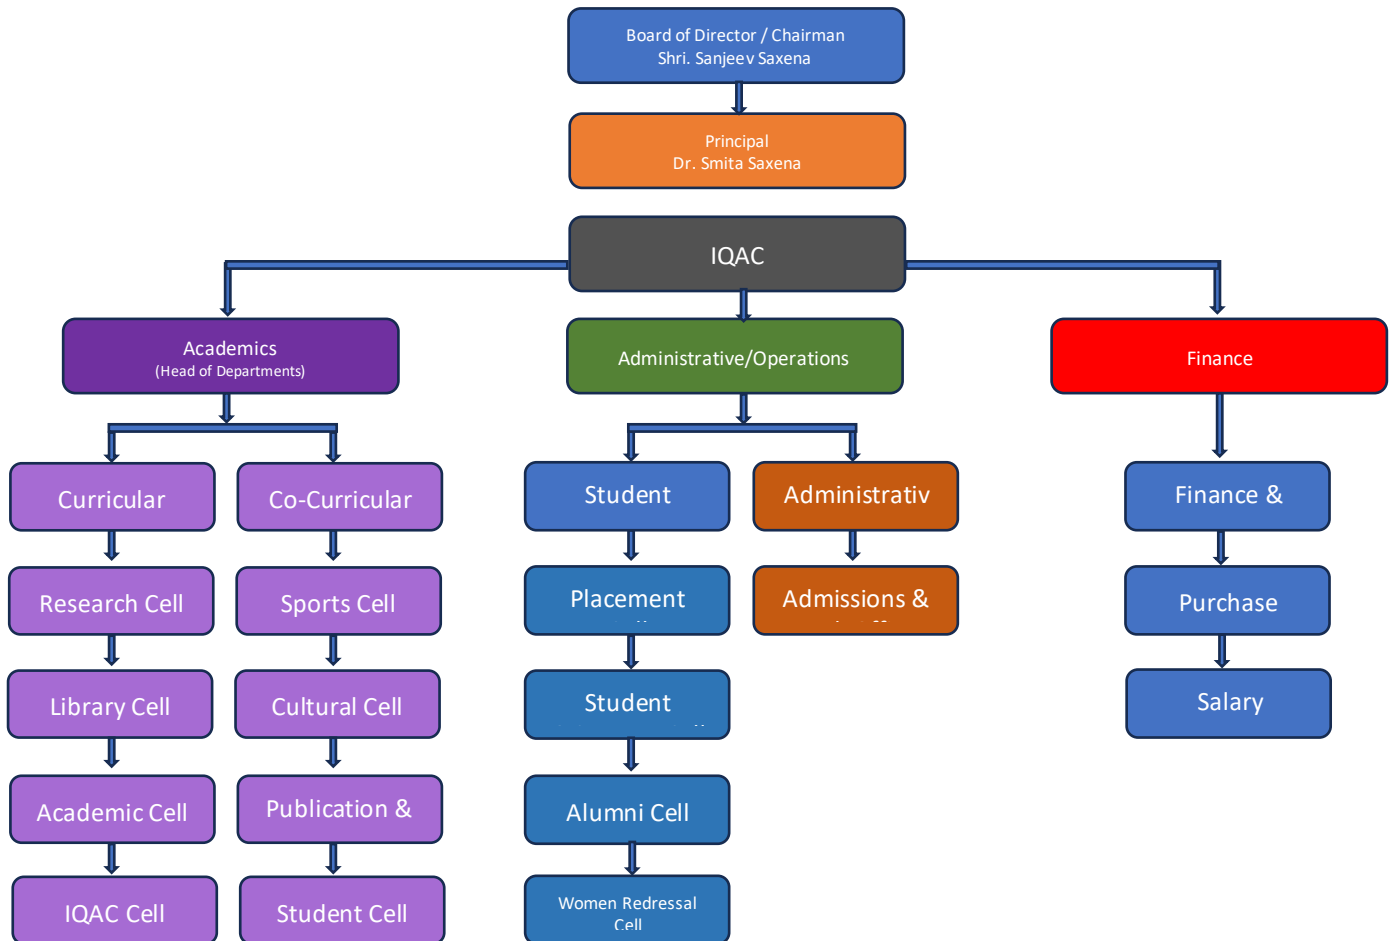 Board of Director / Chairman
Shri. Sanjeev Saxena
Principal
Dr. Smita Saxena
IQAC
Academics
(Head of Departments)
Administrative/Operations
Finance
Curricular
Co-Curricular
Student
Administrativ
Finance &
Research Cell
Sports Cell
Placement
Admissions &
Purchase
Library Cell
Cultural Cell
Student
Salary
Academic Cell
Publication &
Alumni Cell
IQAC Cell
Student Cell
Women Redressal
Cell